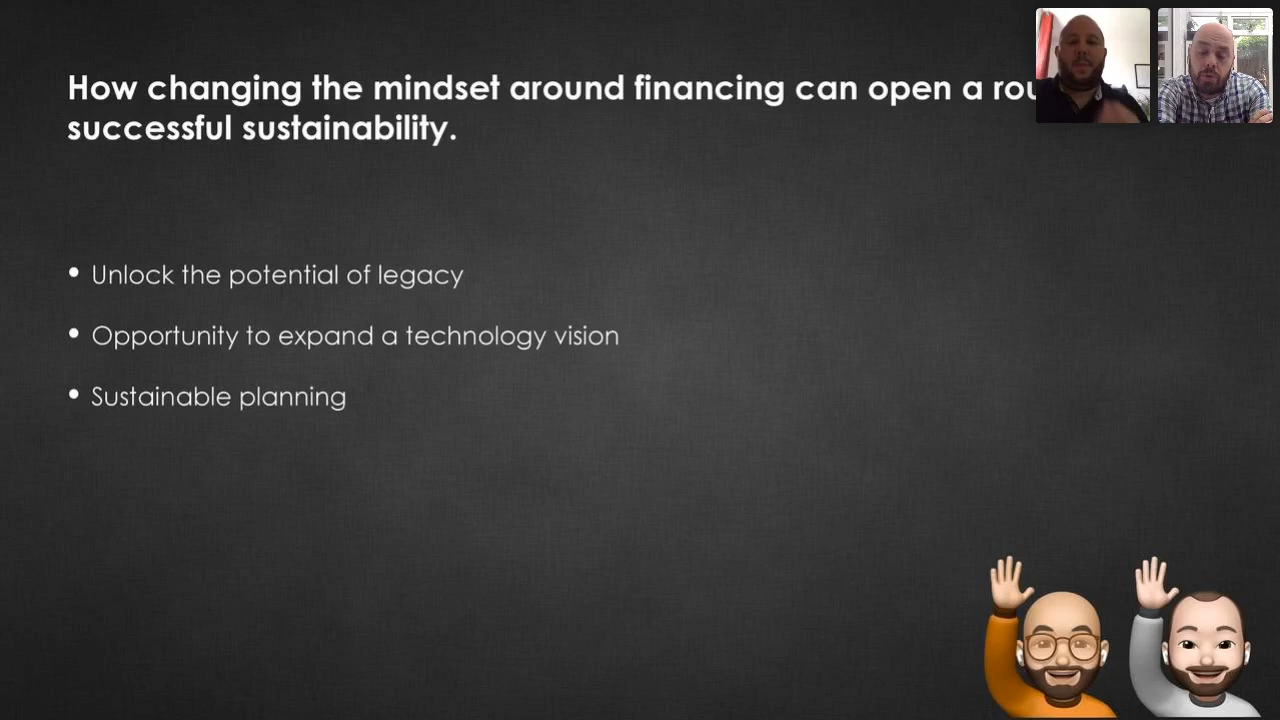 How changing the mindset around financing can open a
successful sustainability.
• Unlock the potential of legacy
• Opportunity to expand a technology vision
• Sustainable planning